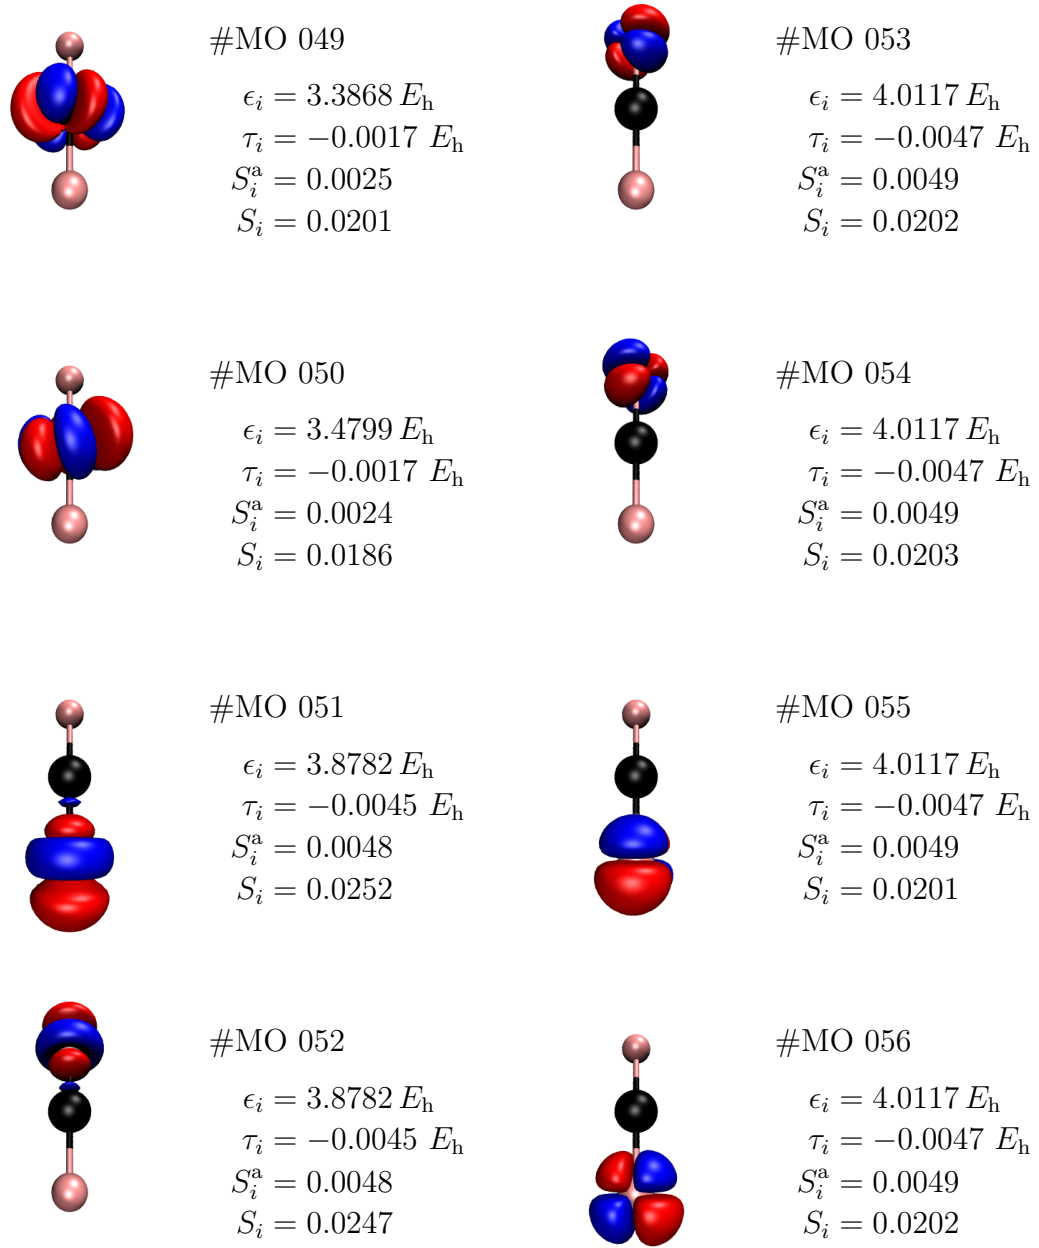 #MO 049
ϵᵢ = 3.3868 Eₕ
τᵢ = −0.0017 Eₕ
Sᵢᵃ = 0.0025
Sᵢ = 0.0201
#MO 050
ϵᵢ = 3.4799 Eₕ
τᵢ = −0.0017 Eₕ
Sᵢᵃ = 0.0024
Sᵢ = 0.0186
#MO 051
ϵᵢ = 3.8782 Eₕ
τᵢ = −0.0045 Eₕ
Sᵢᵃ = 0.0048
Sᵢ = 0.0252
#MO 052
ϵᵢ = 3.8782 Eₕ
τᵢ = −0.0045 Eₕ
Sᵢᵃ = 0.0048
Sᵢ = 0.0247
#MO 053
ϵᵢ = 4.0117 Eₕ
τᵢ = −0.0047 Eₕ
Sᵢᵃ = 0.0049
Sᵢ = 0.0202
#MO 054
ϵᵢ = 4.0117 Eₕ
τᵢ = −0.0047 Eₕ
Sᵢᵃ = 0.0049
Sᵢ = 0.0203
#MO 055
ϵᵢ = 4.0117 Eₕ
τᵢ = −0.0047 Eₕ
Sᵢᵃ = 0.0049
Sᵢ = 0.0201
#MO 056
ϵᵢ = 4.0117 Eₕ
τᵢ = −0.0047 Eₕ
Sᵢᵃ = 0.0049
Sᵢ = 0.0202